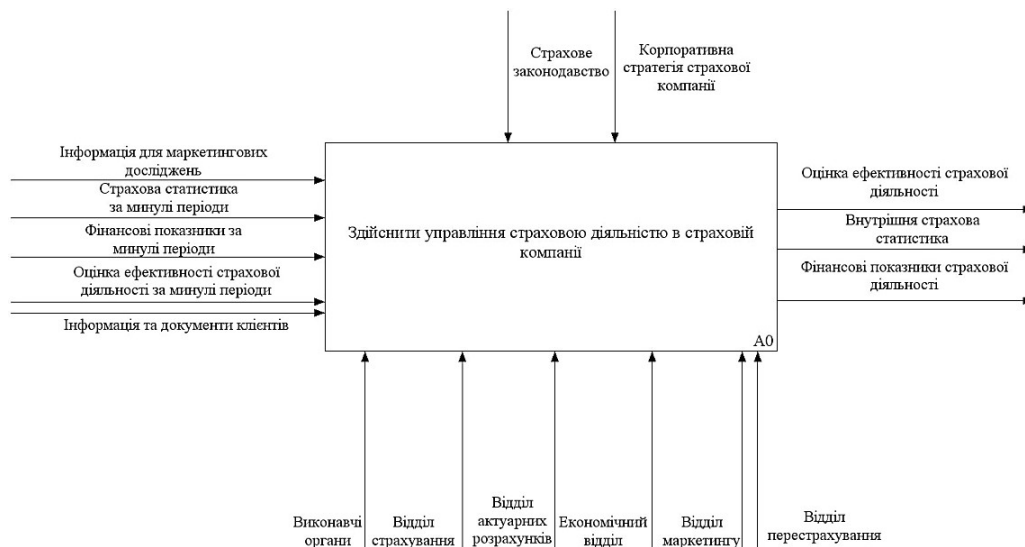 Страхове
законодавство
Корпоративна
стратегія страхової
компанії
Інформація для маркетингових
досліджень
Страхова статистика
за минулі періоди
Фінансові показники за
минулі періоди
Оцінка ефективності страхової
діяльності за минулі періоди
Інформація та документи клієнтів
Здійснити управління страховою діяльністю в страховій
компанії
A0
Оцінка ефективності страхової
діяльності
Внутрішня страхова
статистика
Фінансові показники страхової
діяльності
Виконавчі
органи
Відділ
страхування
Відділ
актуарних
розрахунків
Економічний
відділ
Відділ
маркетингу
Відділ
перестрахування